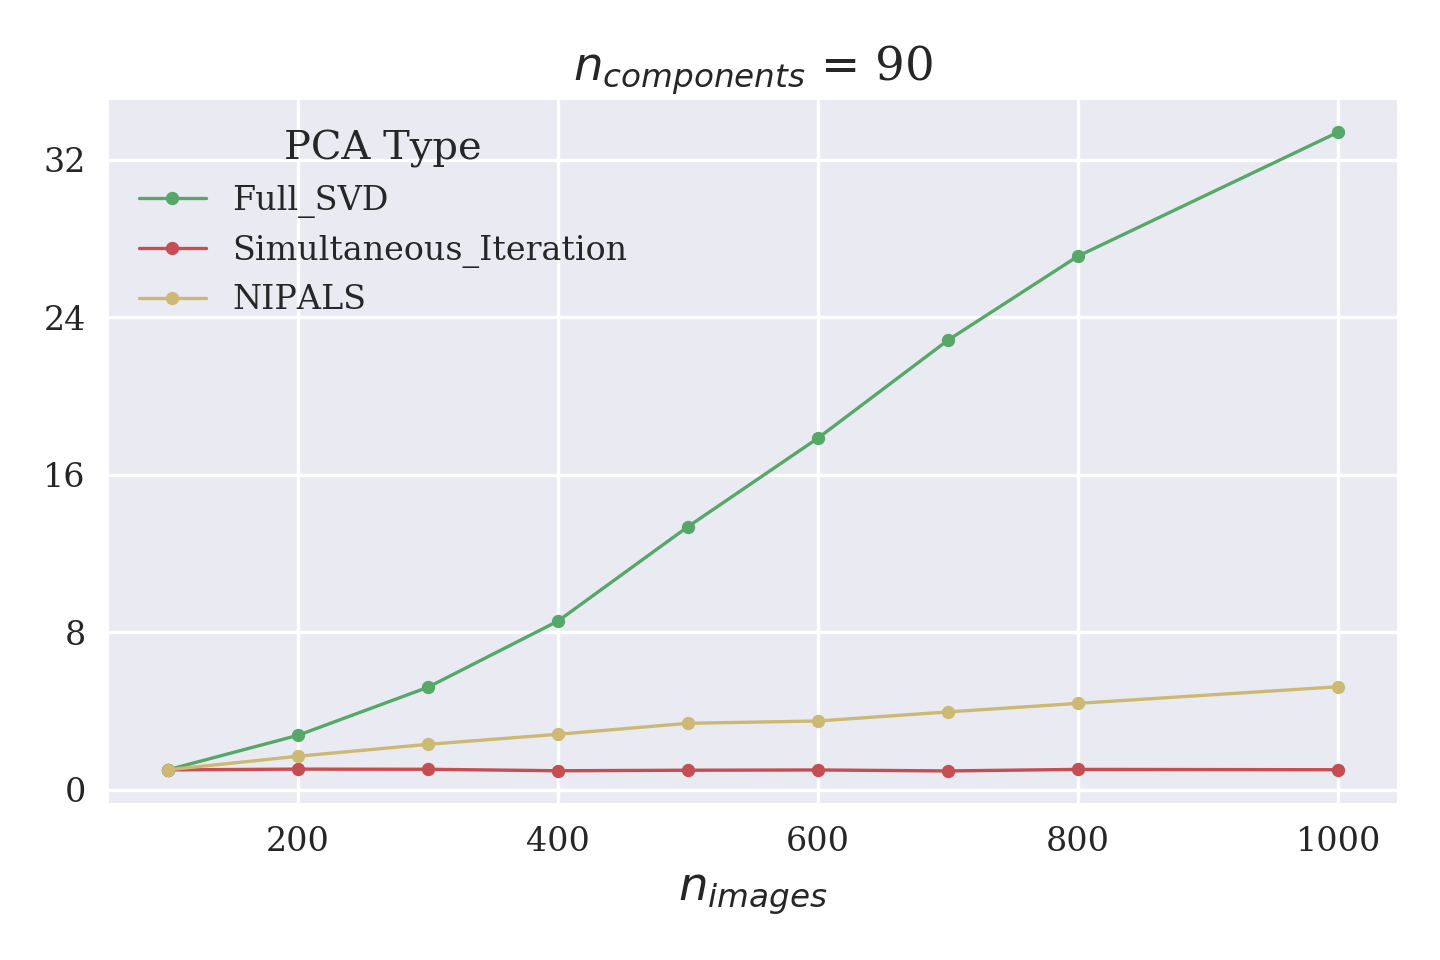 n_components = 90
PCA Type
Full_SVD
Simultaneous_Iteration
NIPALS
32
24
16
8
0
200 400 600 800 1000
n_images